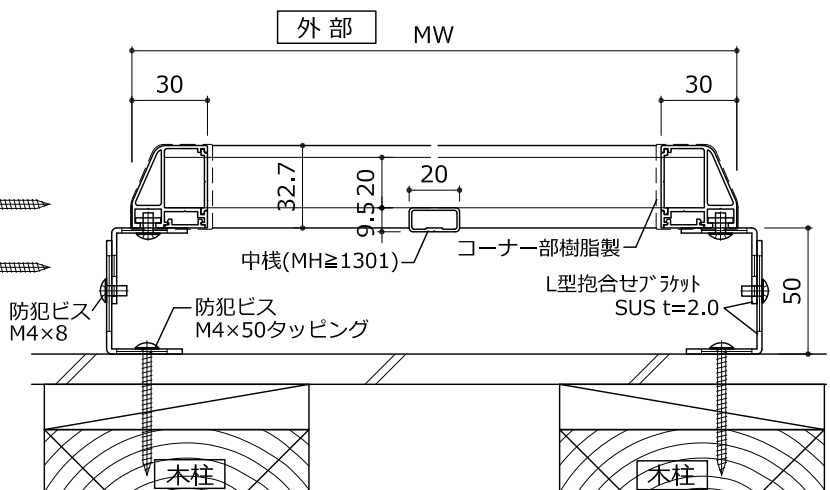 外部
MW
30
30
32.7
20
9.5
20
中桟(MH≧1301)
コーナー部樹脂製
L型抱合せブラケット
SUS t=2.0
50
防犯ビス
M4×8
防犯ビス
M4×50タッピング
木柱
木柱